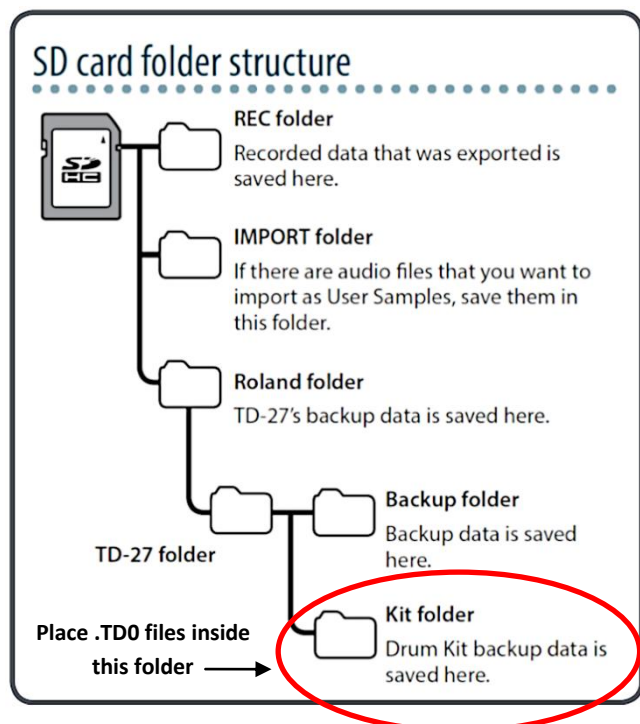 SD card folder structure
SD
HC
REC folder
Recorded data that was exported is
saved here.
IMPORT folder
If there are audio files that you want to
import as User Samples, save them in
this folder.
Roland folder
TD-27's backup data is saved here.
TD-27 folder
Backup folder
Backup data is saved
here.
Place .TD0 files inside
this folder
Kit folder
Drum Kit backup data is
saved here.